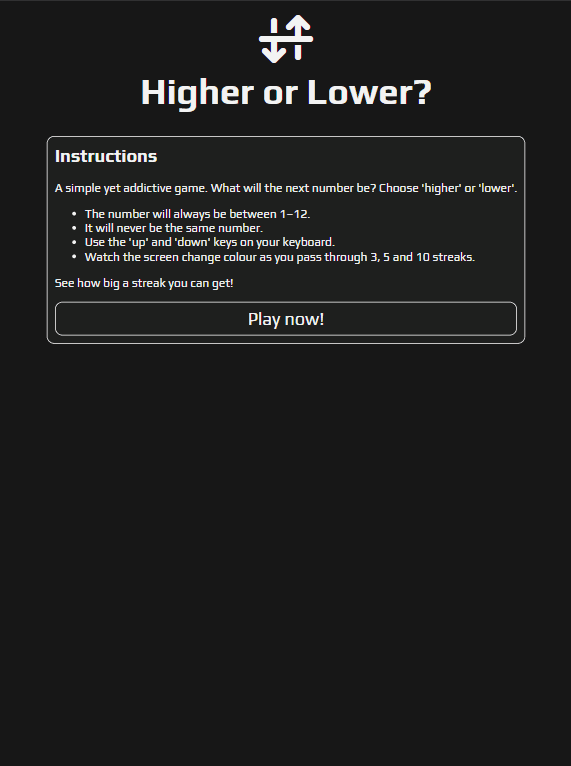 Higher or Lower?
Instructions
A simple yet addictive game. What will the next number be? Choose 'higher' or 'lower'.
• The number will always be between 1–12.
• It will never be the same number.
• Use the 'up' and 'down' keys on your keyboard.
• Watch the screen change colour as you pass through 3, 5 and 10 streaks.
See how big a streak you can get!
Play now!